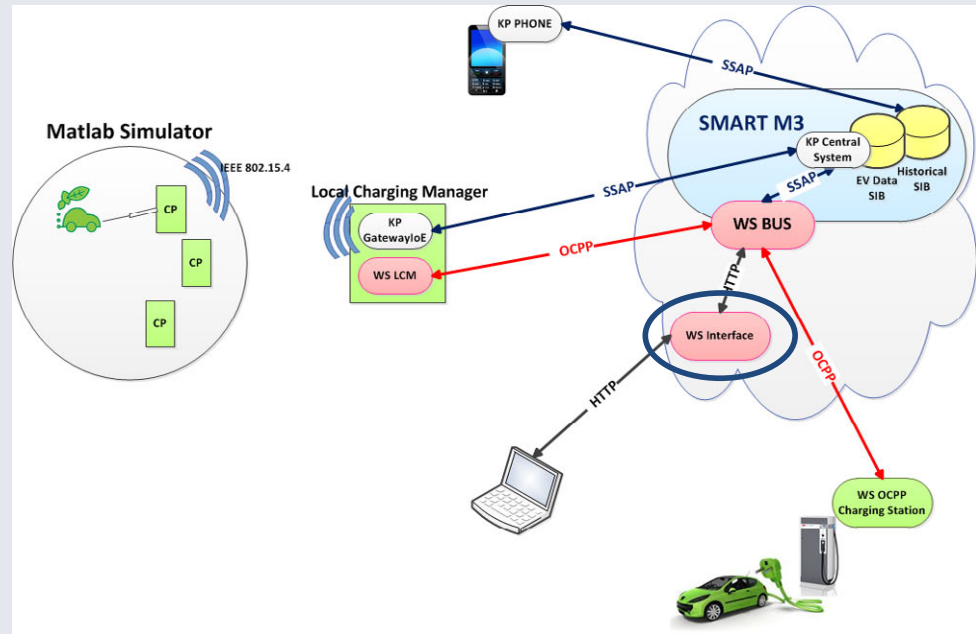 KP PHONE
SSAP
SMART M3
KP Central
System
EV Data
SIB
Historical
SIB
SSAP
WS BUS
Matlab Simulator
IEEE 802.15.4
CP
CP
CP
Local Charging Manager
KP
GatewayIoE
WS LCM
SSAP
OCPP
HTTP
WS Interface
HTTP
OCPP
WS OCPP
Charging Station